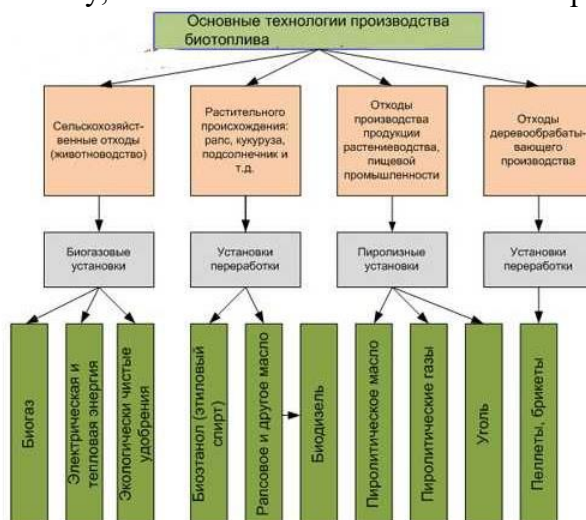 Основные технологии производства
биотоплива
Сельскохозяйст-
венные отходы
(животноводство)
Растительного
происхождения:
рапс, кукуруза,
подсолнечник и
т.д.
Отходы
производства
продукции
растениеводства,
пищевой
промышленности
Отходы
деревообрабаты-
вающего
производства
Биогазовые
установки
Установки
переработки
Пиролизные
установки
Установки
переработки
Биогаз
Электрическая и
тепловая энергия
Экологически чистые
удобрения
Биоэтанол (этиловый
спирт)
Рапсовое и другое масло
Биодизель
Пиролитическое масло
Пиролитические газы
Уголь
Пеллеты, брикеты